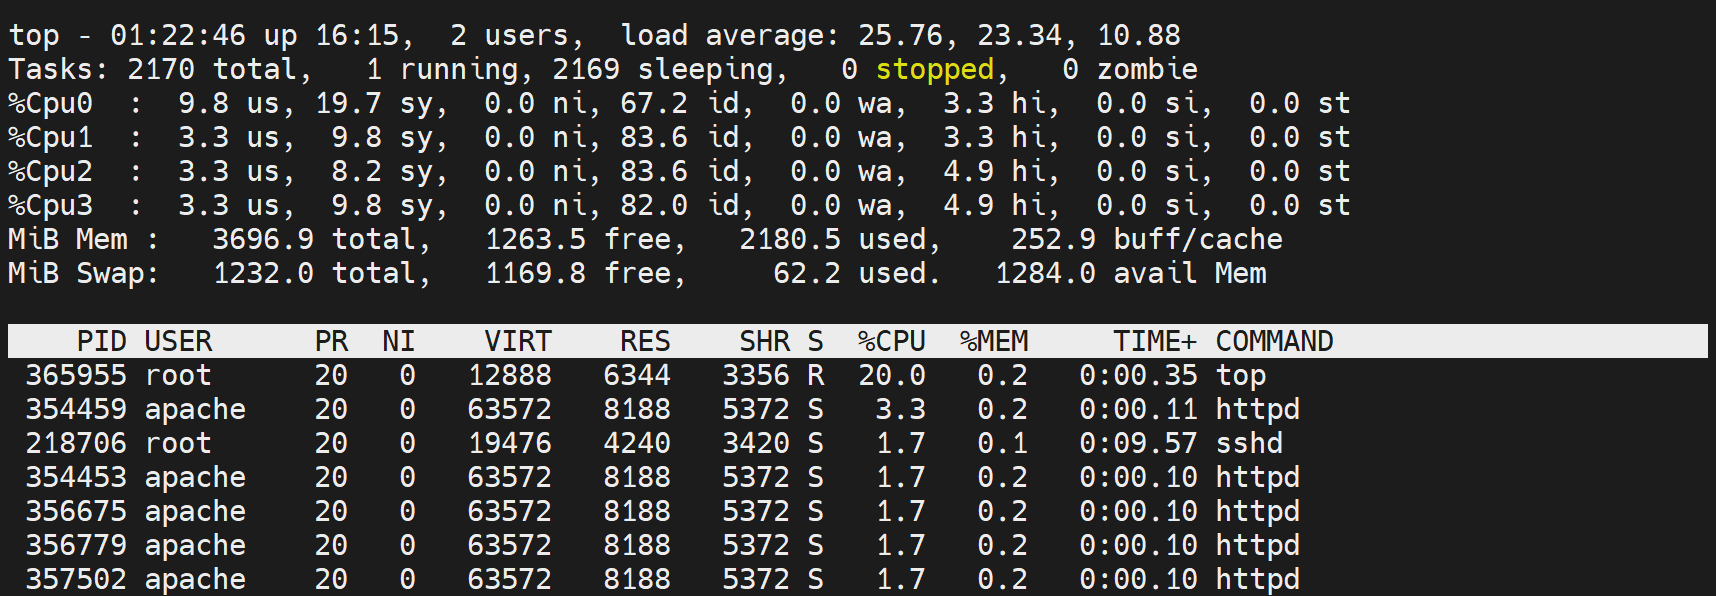 top - 01:22:46 up 16:15,  2 users,  load average: 25.76, 23.34, 10.88
Tasks: 2170 total,   1 running, 2169 sleeping,   0 stopped,   0 zombie
%Cpu0  :  9.8 us, 19.7 sy,  0.0 ni, 67.2 id,  0.0 wa,  3.3 hi,  0.0 si,  0.0 st
%Cpu1  :  3.3 us,  9.8 sy,  0.0 ni, 83.6 id,  0.0 wa,  3.3 hi,  0.0 si,  0.0 st
%Cpu2  :  3.3 us,  8.2 sy,  0.0 ni, 83.6 id,  0.0 wa,  4.9 hi,  0.0 si,  0.0 st
%Cpu3  :  3.3 us,  9.8 sy,  0.0 ni, 82.0 id,  0.0 wa,  4.9 hi,  0.0 si,  0.0 st
MiB Mem :   3696.9 total,   1263.5 free,   2180.5 used,    252.9 buff/cache
MiB Swap:   1232.0 total,   1169.8 free,     62.2 used.   1284.0 avail Mem
    PID USER      PR  NI    VIRT    RES    SHR S  %CPU  %MEM     TIME+ COMMAND
 365955 root      20   0   12888   6344   3356 R  20.0   0.2   0:00.35 top
 354459 apache    20   0   63572   8188   5372 S   3.3   0.2   0:00.11 httpd
 218706 root      20   0   19476   4240   3420 S   1.7   0.1   0:09.57 sshd
 354453 apache    20   0   63572   8188   5372 S   1.7   0.2   0:00.10 httpd
 356675 apache    20   0   63572   8188   5372 S   1.7   0.2   0:00.10 httpd
 356779 apache    20   0   63572   8188   5372 S   1.7   0.2   0:00.10 httpd
 357502 apache    20   0   63572   8188   5372 S   1.7   0.2   0:00.10 httpd